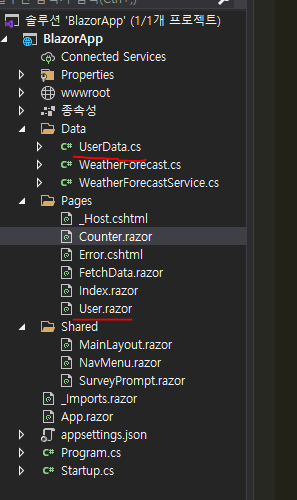 솔루션 'BlazorApp' (1/1개 프로젝트)
BlazorApp
Connected Services
Properties
wwwroot
종속성
Data
C# UserData.cs
C# WeatherForecast.cs
C# WeatherForecastService.cs
Pages
_Host.cshtml
Counter.razor
Error.cshtml
FetchData.razor
Index.razor
User.razor
Shared
MainLayout.razor
NavMenu.razor
SurveyPrompt.razor
_Imports.razor
App.razor
appsettings.json
C# Program.cs
C# Startup.cs